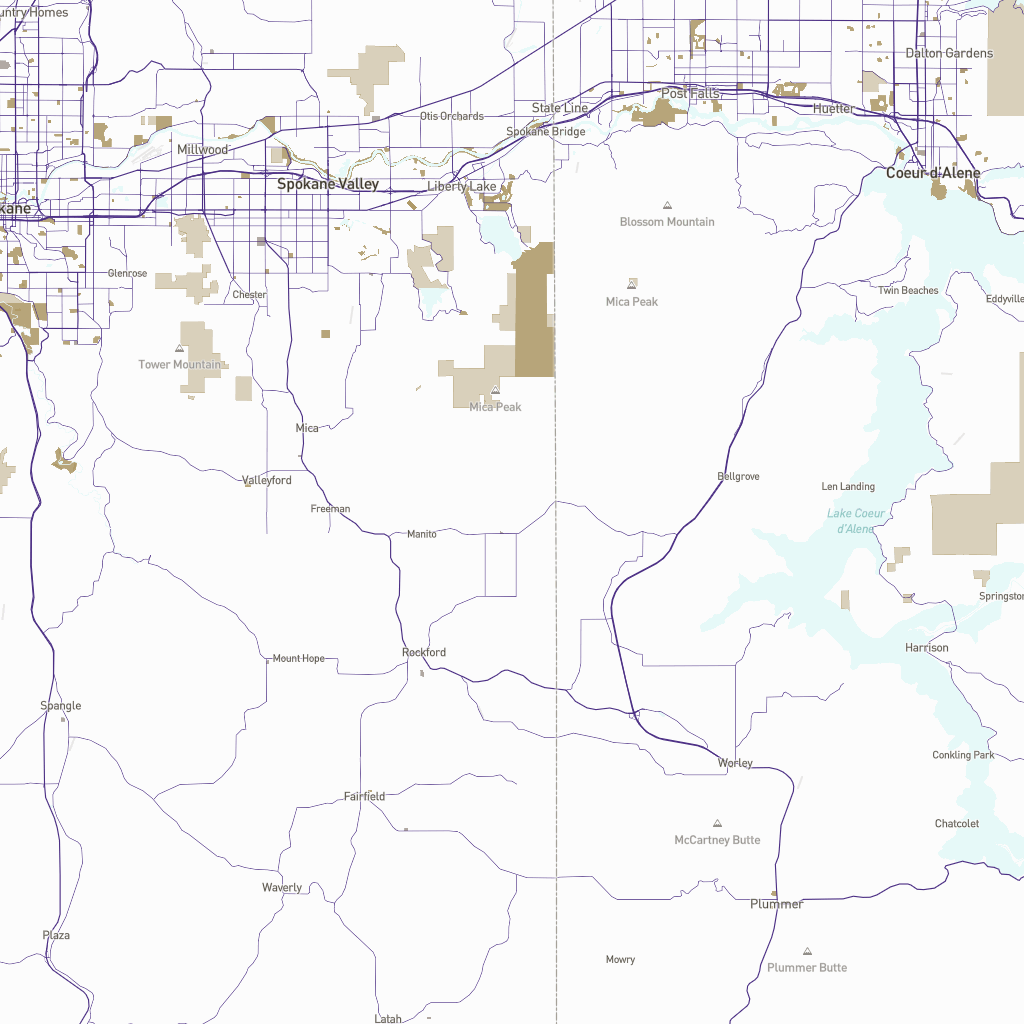 untry Homes
Dalton Gardens
Post Falls
State Line
Huetter
Otis Orchards
Spokane Bridge
Millwood
Coeur d'Alene
Spokane Valley
Liberty Lake
kane
Blossom Mountain
Glenrose
Chester
Twin Beaches
Eddyville
Mica Peak
Tower Mountain
Mica Peak
Mica
Valleyford
Bellgrove
Len Landing
Freeman
Lake Coeur
d'Alene
Manito
Springston
Mount Hope
Rockford
Harrison
Spangle
Worley
Conkling Park
Fairfield
Chatcolet
McCartney Butte
Waverly
Plummer
Plaza
Mowry
Plummer Butte
Latah